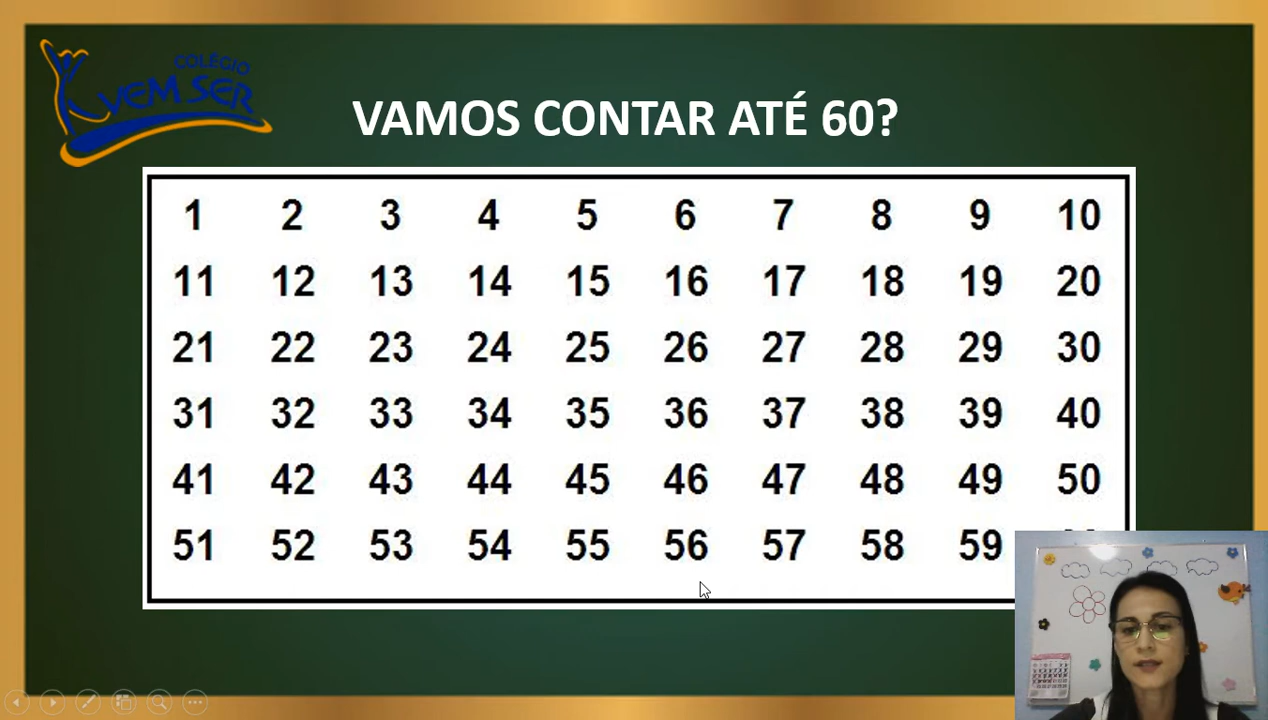 COLÉGIO
VEM SER
VAMOS CONTAR ATÉ 60?
1 2 3 4 5 6 7 8 9 10
11 12 13 14 15 16 17 18 19 20
21 22 23 24 25 26 27 28 29 30
31 32 33 34 35 36 37 38 39 40
41 42 43 44 45 46 47 48 49 50
51 52 53 54 55 56 57 58 59